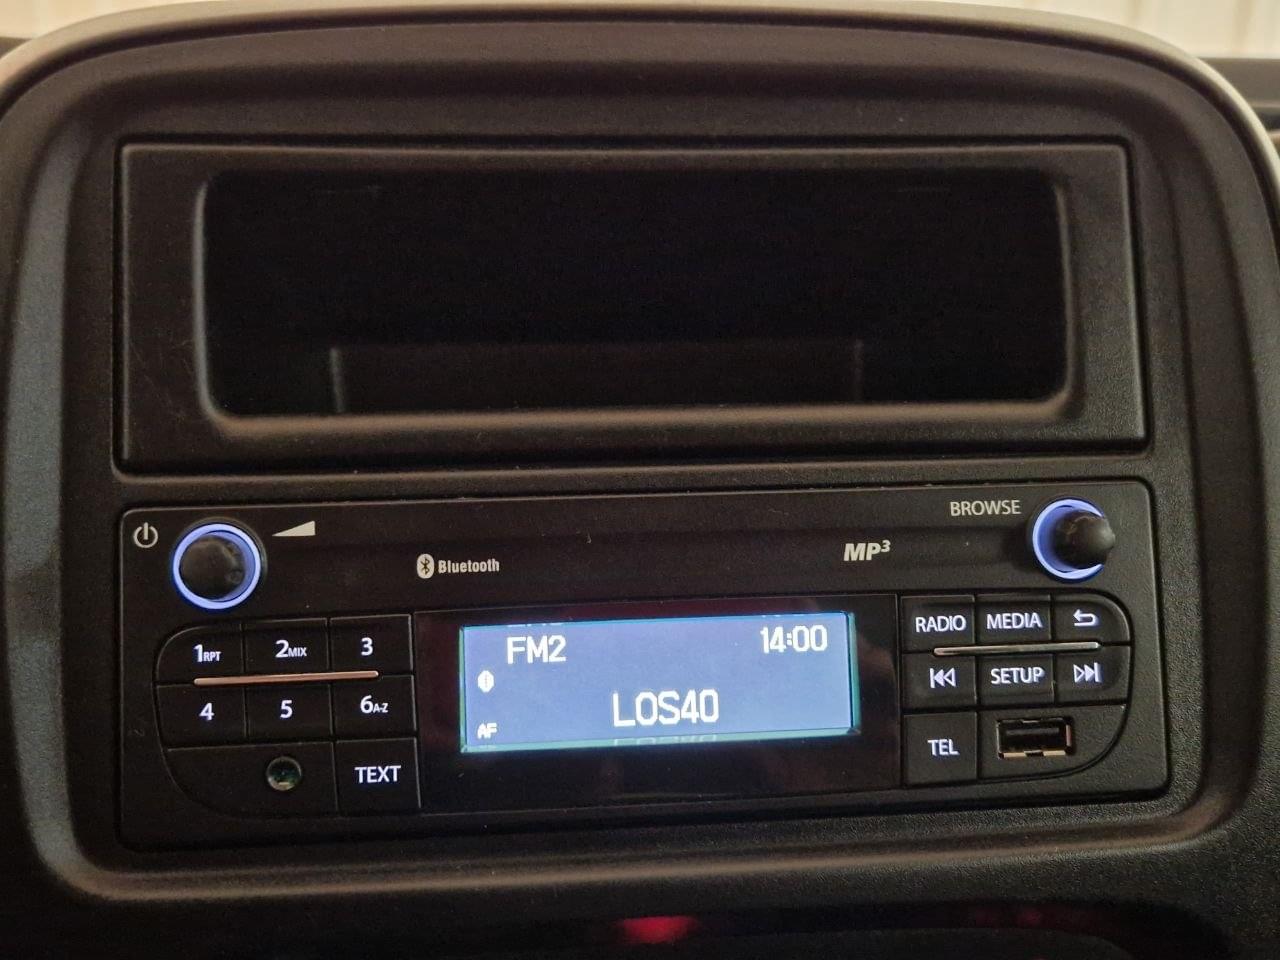 BROWSE
Bluetooth
MP3
FM2 14:00
AF
LOS40
1RPT 2MIX 3
4 5 6A-Z
TEXT
RADIO MEDIA
SETUP
TEL